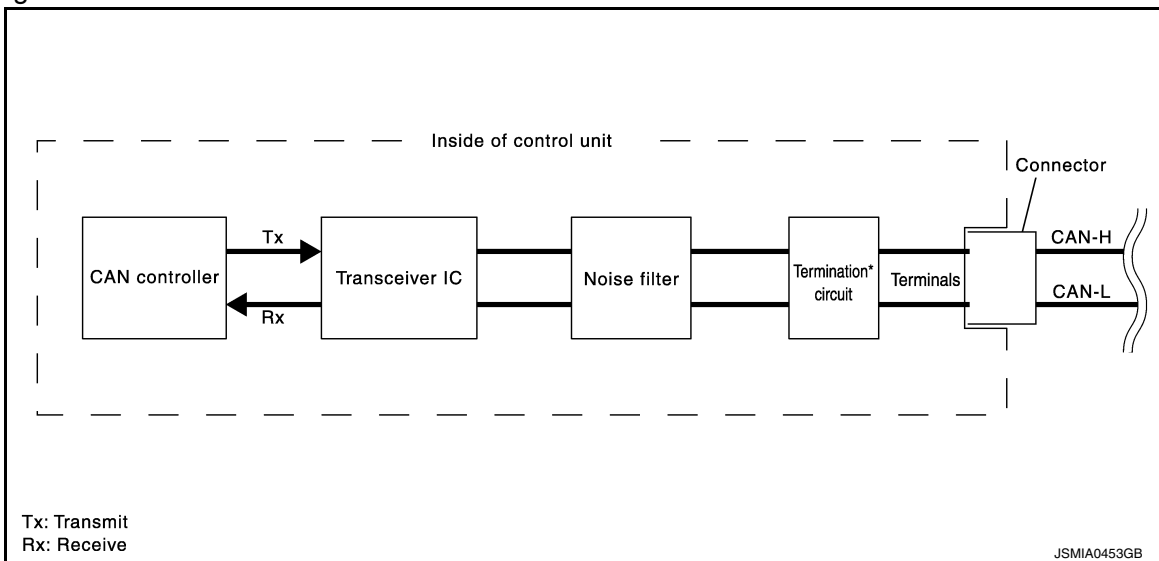 Inside of control unit
Connector
CAN controller
Tx
Rx
Transceiver IC
Noise filter
Termination*
circuit
Terminals
CAN-H
CAN-L
Tx: Transmit
Rx: Receive
JSMIA0453GB